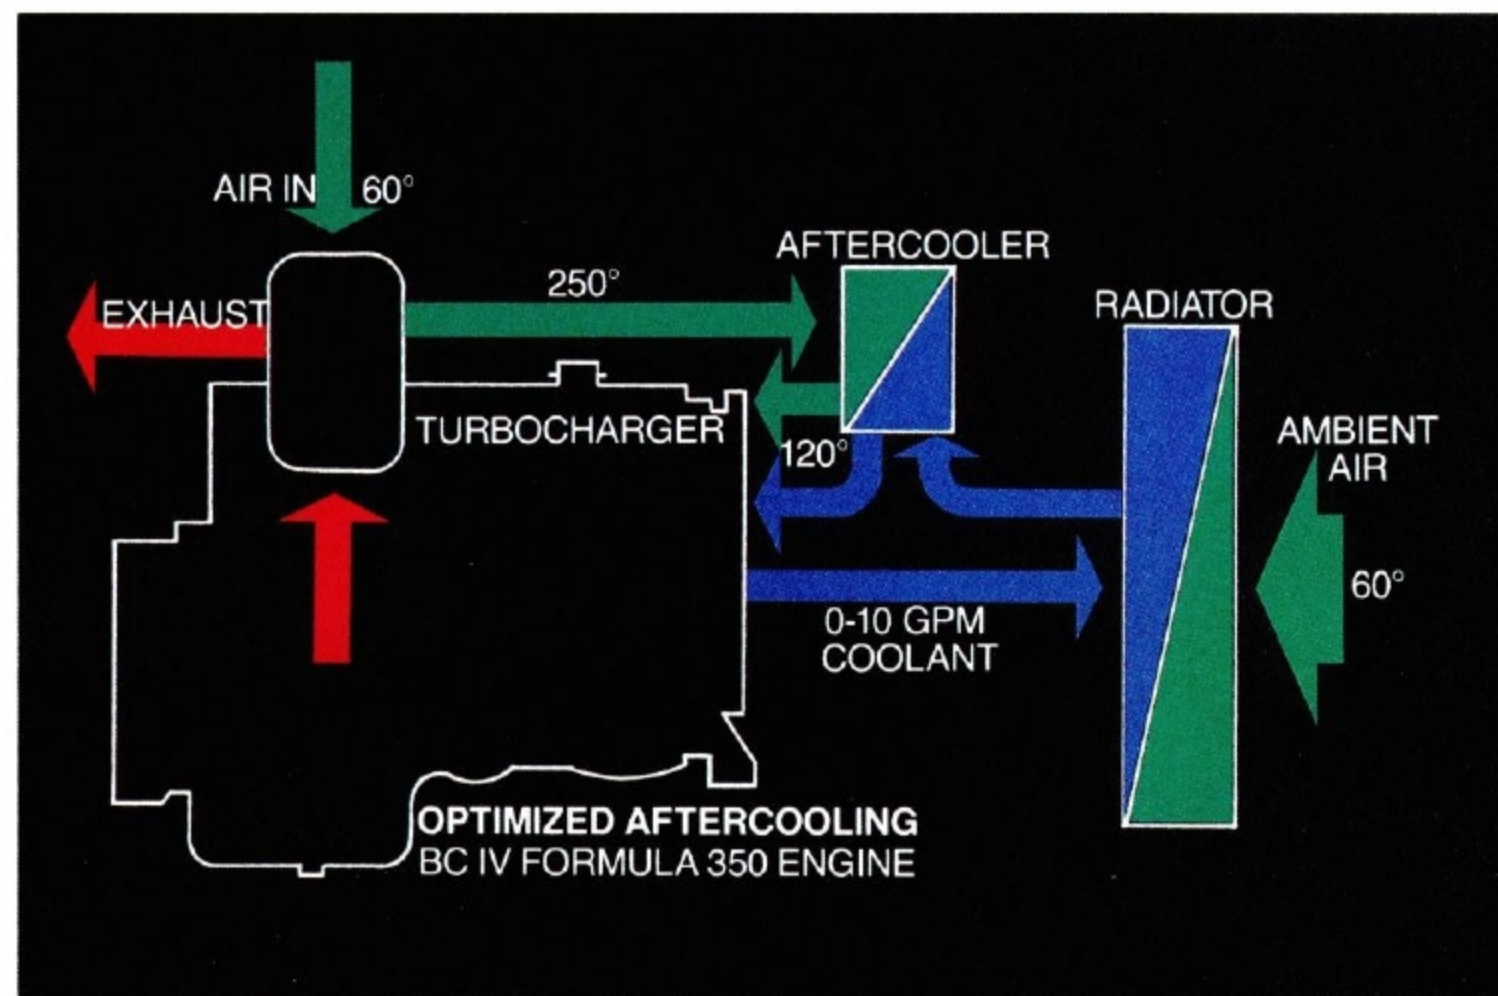 AIR IN 60°
AFTERCOOLER
250°
EXHAUST
RADIATOR
TURBOCHARGER
120°
AMBIENT
AIR
60°
0-10 GPM
COOLANT
OPTIMIZED AFTERCOOLING
BC IV FORMULA 350 ENGINE